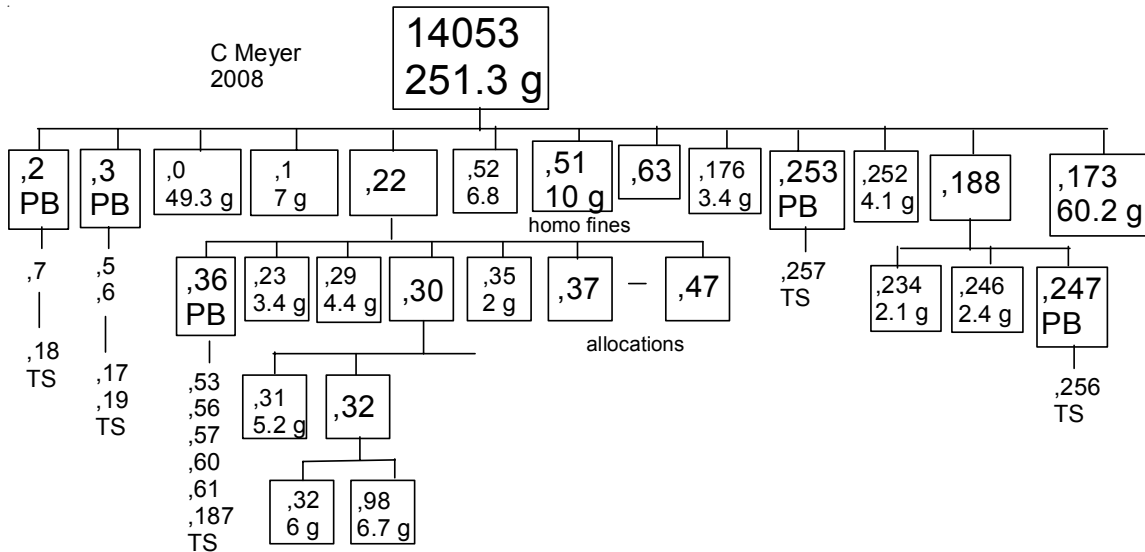 C Meyer
2008
14053
251.3 g
,2
PB
,3
PB
,0
49.3 g
,1
7 g
,22
,52
6.8
,51
10 g
,63
,176
3.4 g
,253
PB
,252
4.1 g
,188
,173
60.2 g
homo fines
,7
,18
TS
,5
,6
,17
,19
TS
,36
PB
,23
3.4 g
,29
4.4 g
,30
,35
2 g
,37
,47
allocations
,257
TS
,234
2.1 g
,246
2.4 g
,247
PB
,256
TS
,53
,56
,57
,60
,61
,187
TS
,31
5.2 g
,32
,32
6 g
,98
6.7 g